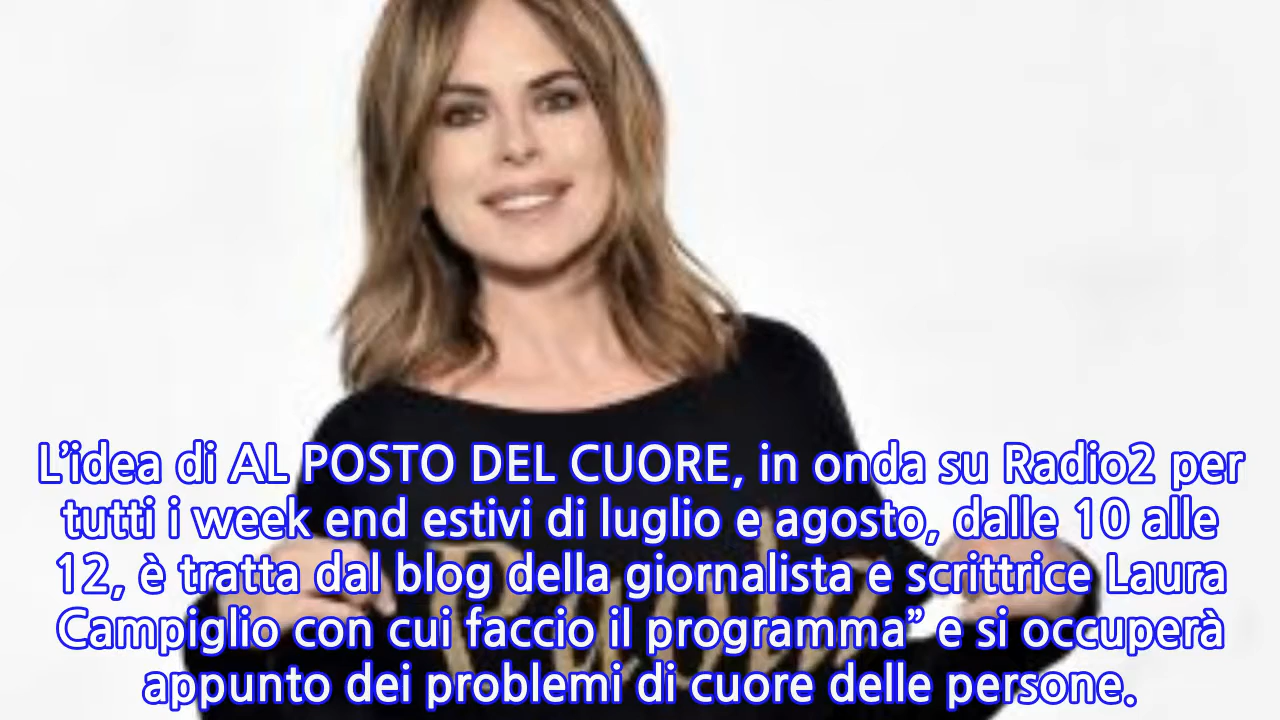 L’idea di AL POSTO DEL CUORE, in onda su Radio2 per
tutti i week end estivi di luglio e agosto, dalle 10 alle
12, è tratta dal blog della giornalista e scrittrice Laura
Campiglio con cui faccio il programma” e si occuperà
appunto dei problemi di cuore delle persone.